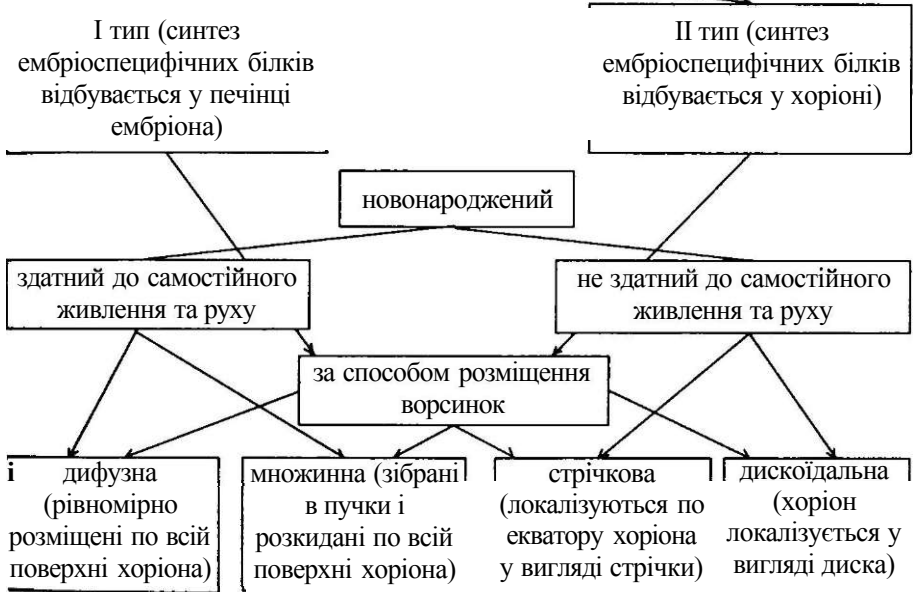 I тип (синтез
ембріоспецифічних білків
відбувається у печінці
ембріона)
II тип (синтез
ембріоспецифічних білків
відбувається у хоріоні)
новонароджений
здатний до самостійного
живлення та руху
не здатний до самостійного
живлення та руху
за способом розміщення
ворсинок
і дифузна
(рівномірно
розміщені по всій
поверхні хоріона)
множинна (зібрані
в пучки і
розкидані по всій
поверхні хоріона)
стрічкова
(локалізуються по
екватору хоріона
у вигляді стрічки)
дискоїдальна
(хоріон
локалізується у
вигляді диска)